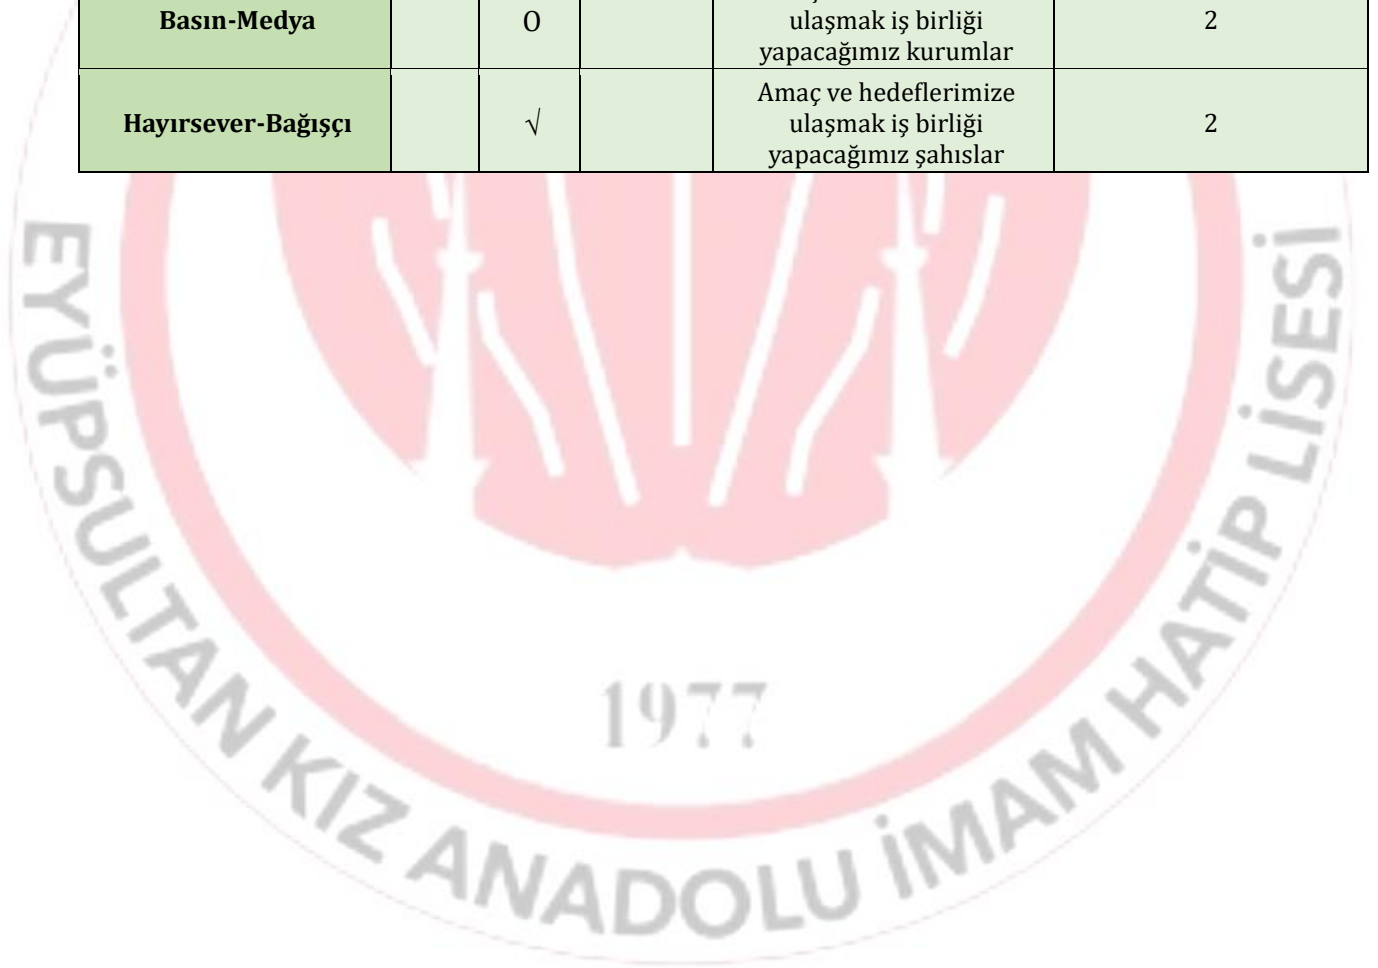 Basın-Medya O ulaşmak iş birliği 2
yapacağımız kurumlar
Amaç ve hedeflerimize
Hayırsever-Bağışçı √ ulaşmak iş birliği 2
yapacağımız şahıslar
EYÜPSULTAN KIZ ANADOLU İMAM HATİP LİSESİ
1977